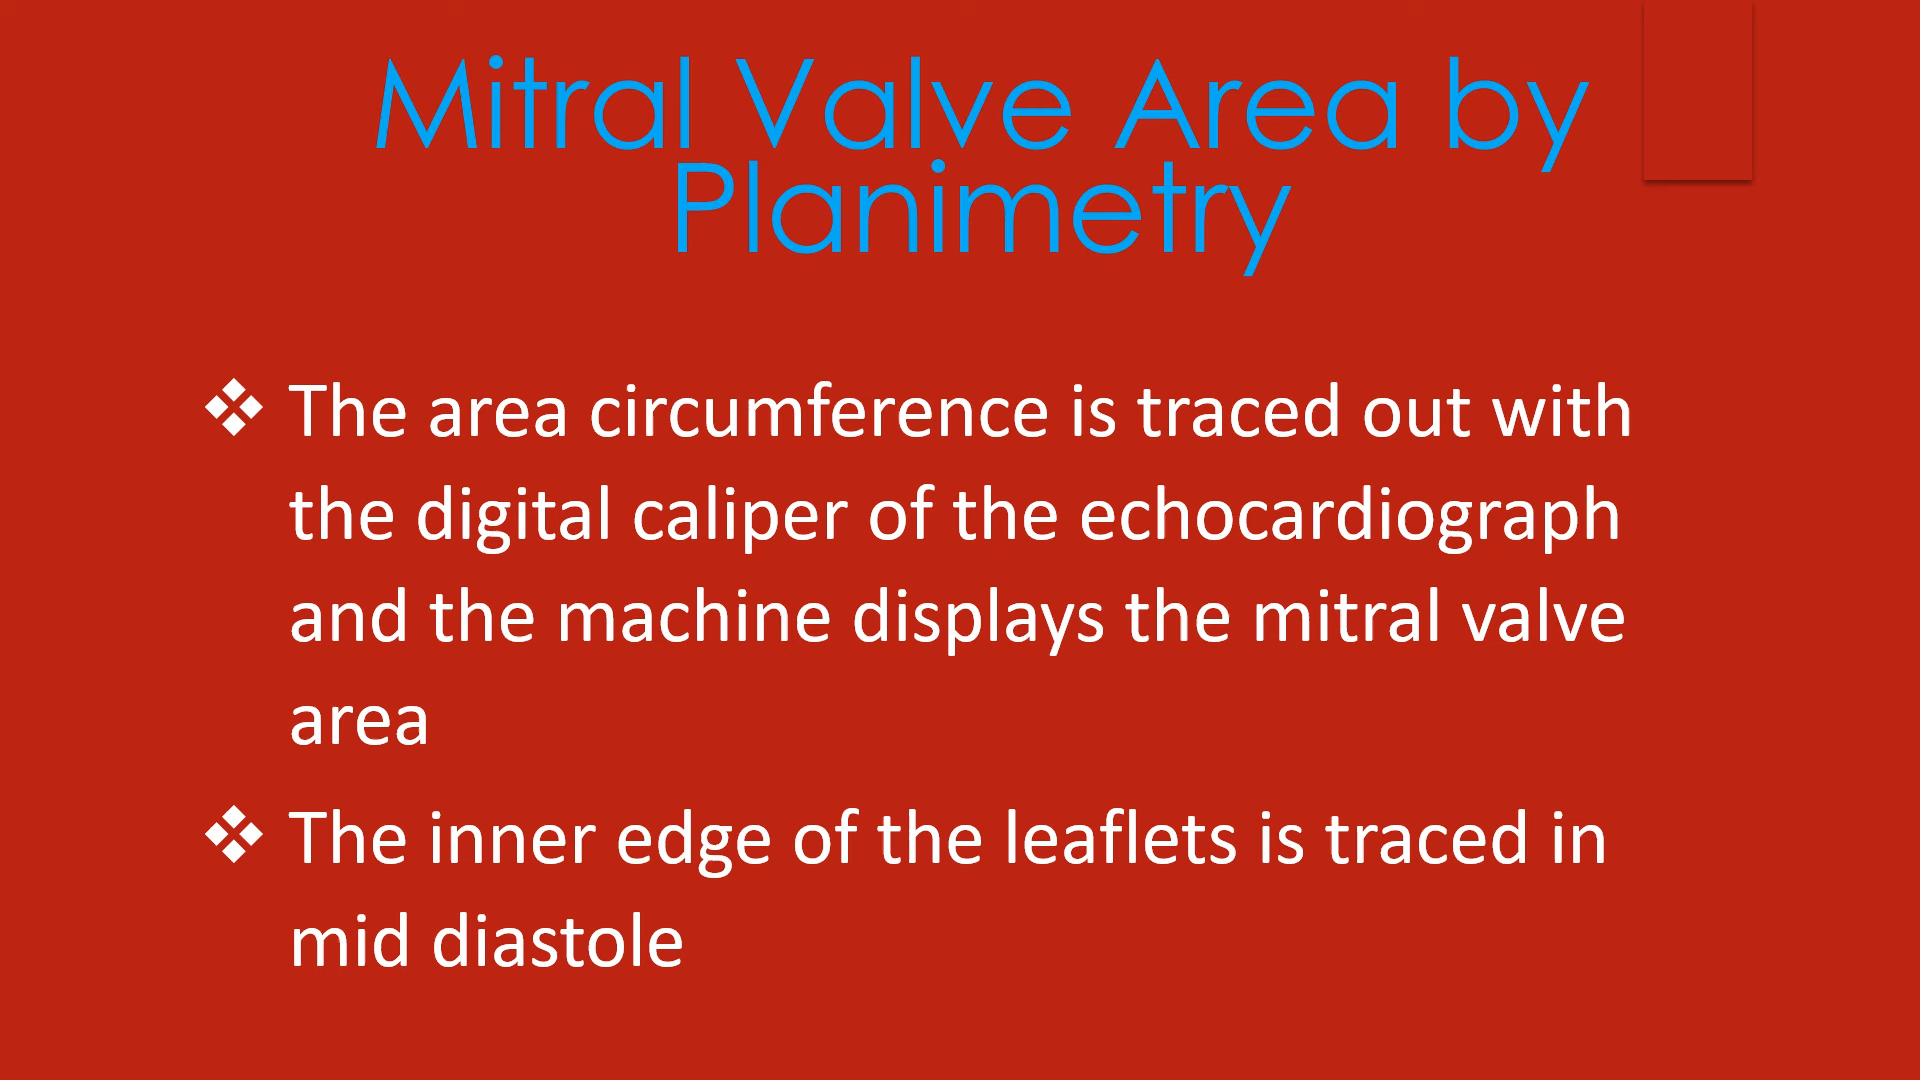 Mitral Valve Area by
Planimetry
❖ The area circumference is traced out with
the digital caliper of the echocardiograph
and the machine displays the mitral valve
area
❖ The inner edge of the leaflets is traced in
mid diastole